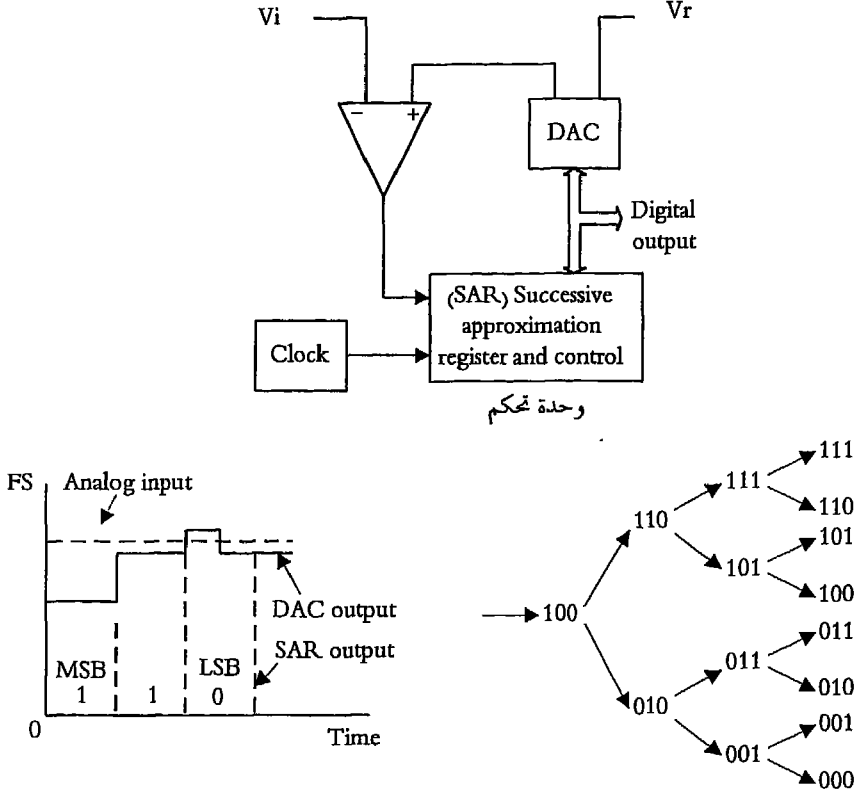 Vi
Vr
−
+
DAC
Digital
output
(SAR) Successive
approximation
register and control
Clock
وحدة تحكم
FS
Analog input
DAC output
SAR output
MSB
LSB
1
1
0
0
Time
100
110
010
111
101
011
001
111
110
101
100
011
010
001
000